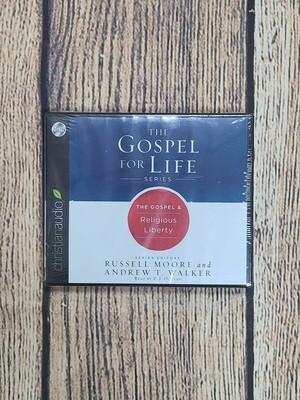 THE
GOSPEL
FOR LIFE
SERIES
THE GOSPEL &
Religious
Liberty
SERIES EDITORS
RUSSELL MOORE and
ANDREW T. WALKER
christianaudio